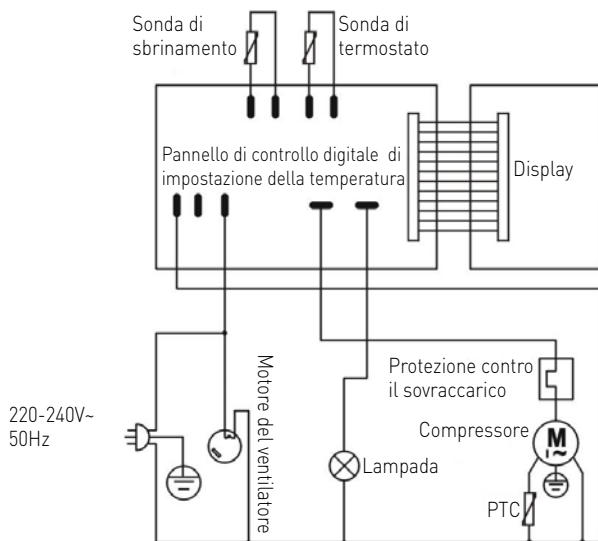 Sonda di
sbrinamento
Sonda di
termostato
Pannello di controllo digitale di
impostazione della temperatura
Display
Motore del ventilatore
Protezione contro
il sovraccarico
220-240V~
50Hz
Compressore
M
1~
Lampada
PTC